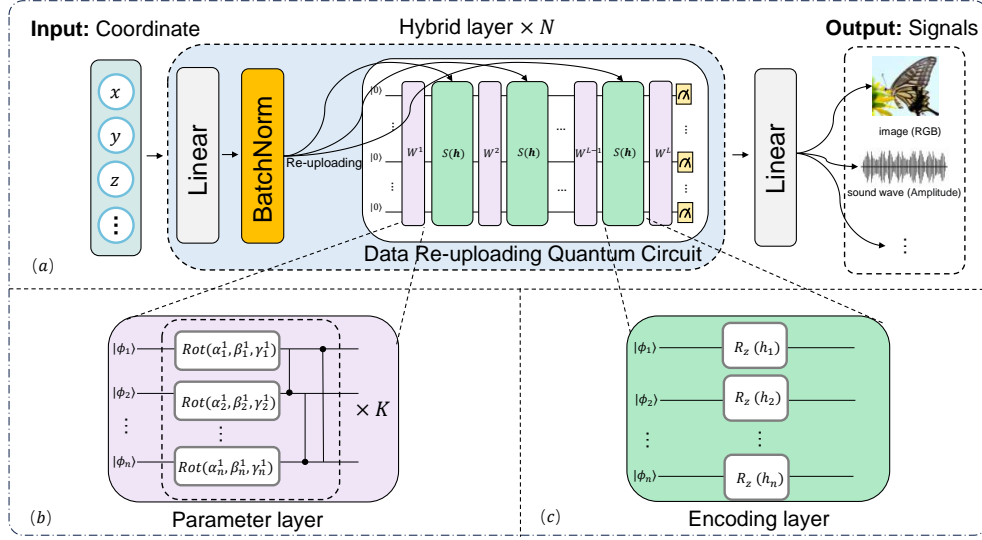 Input: Coordinate
Hybrid layer × N
Output: Signals
x
y
z
⋮
Linear
BatchNorm
Re-uploading
|0⟩
⋮
|0⟩
⋮
|0⟩
W¹
S(h)
W²
S(h)
...
...
W^{L−1}
S(h)
W^L
⋮
⋮
Data Re-uploading Quantum Circuit
Linear
image (RGB)
sound wave (Amplitude)
⋮
(a)
|ϕ₁⟩ Rot(α₁¹, β₁¹, γ₁¹)
|ϕ₂⟩ Rot(α₂¹, β₂¹, γ₂¹)
⋮ ⋮
|ϕₙ⟩ Rot(αₙ¹, βₙ¹, γₙ¹)
× K
(b)
Parameter layer
|ϕ₁⟩ R_z (h₁)
|ϕ₂⟩ R_z (h₂)
⋮ ⋮
|ϕₙ⟩ R_z (hₙ)
(c)
Encoding layer